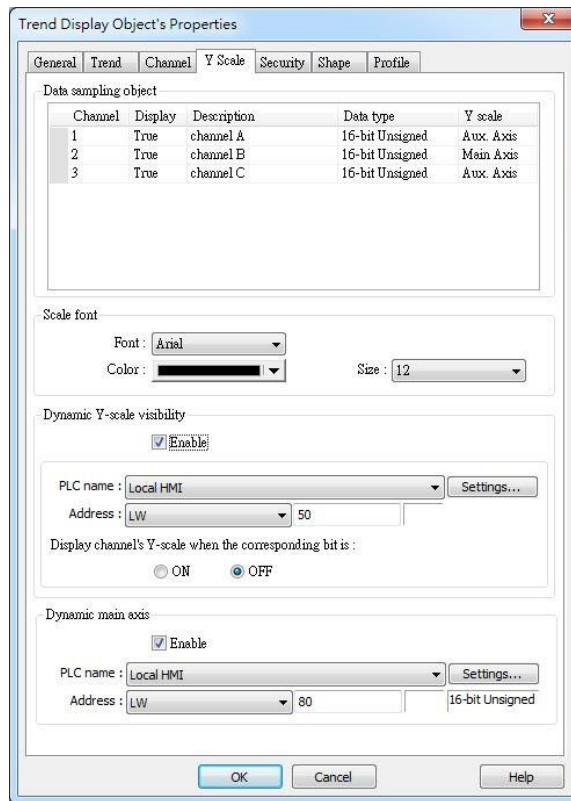 Trend Display Object's Properties
General Trend Channel Y Scale Security Shape Profile
Data sampling object
Channel Display Description Data type Y scale
1 True channel A 16-bit Unsigned Aux. Axis
2 True channel B 16-bit Unsigned Main Axis
3 True channel C 16-bit Unsigned Aux. Axis
Scale font
Font : Arial
Color : Size : 12
Dynamic Y-scale visibility
Enable
PLC name : Local HMI Settings...
Address : LW 50
Display channel's Y-scale when the corresponding bit is :
ON OFF
Dynamic main axis
Enable
PLC name : Local HMI Settings...
Address : LW 80 16-bit Unsigned
OK Cancel Help